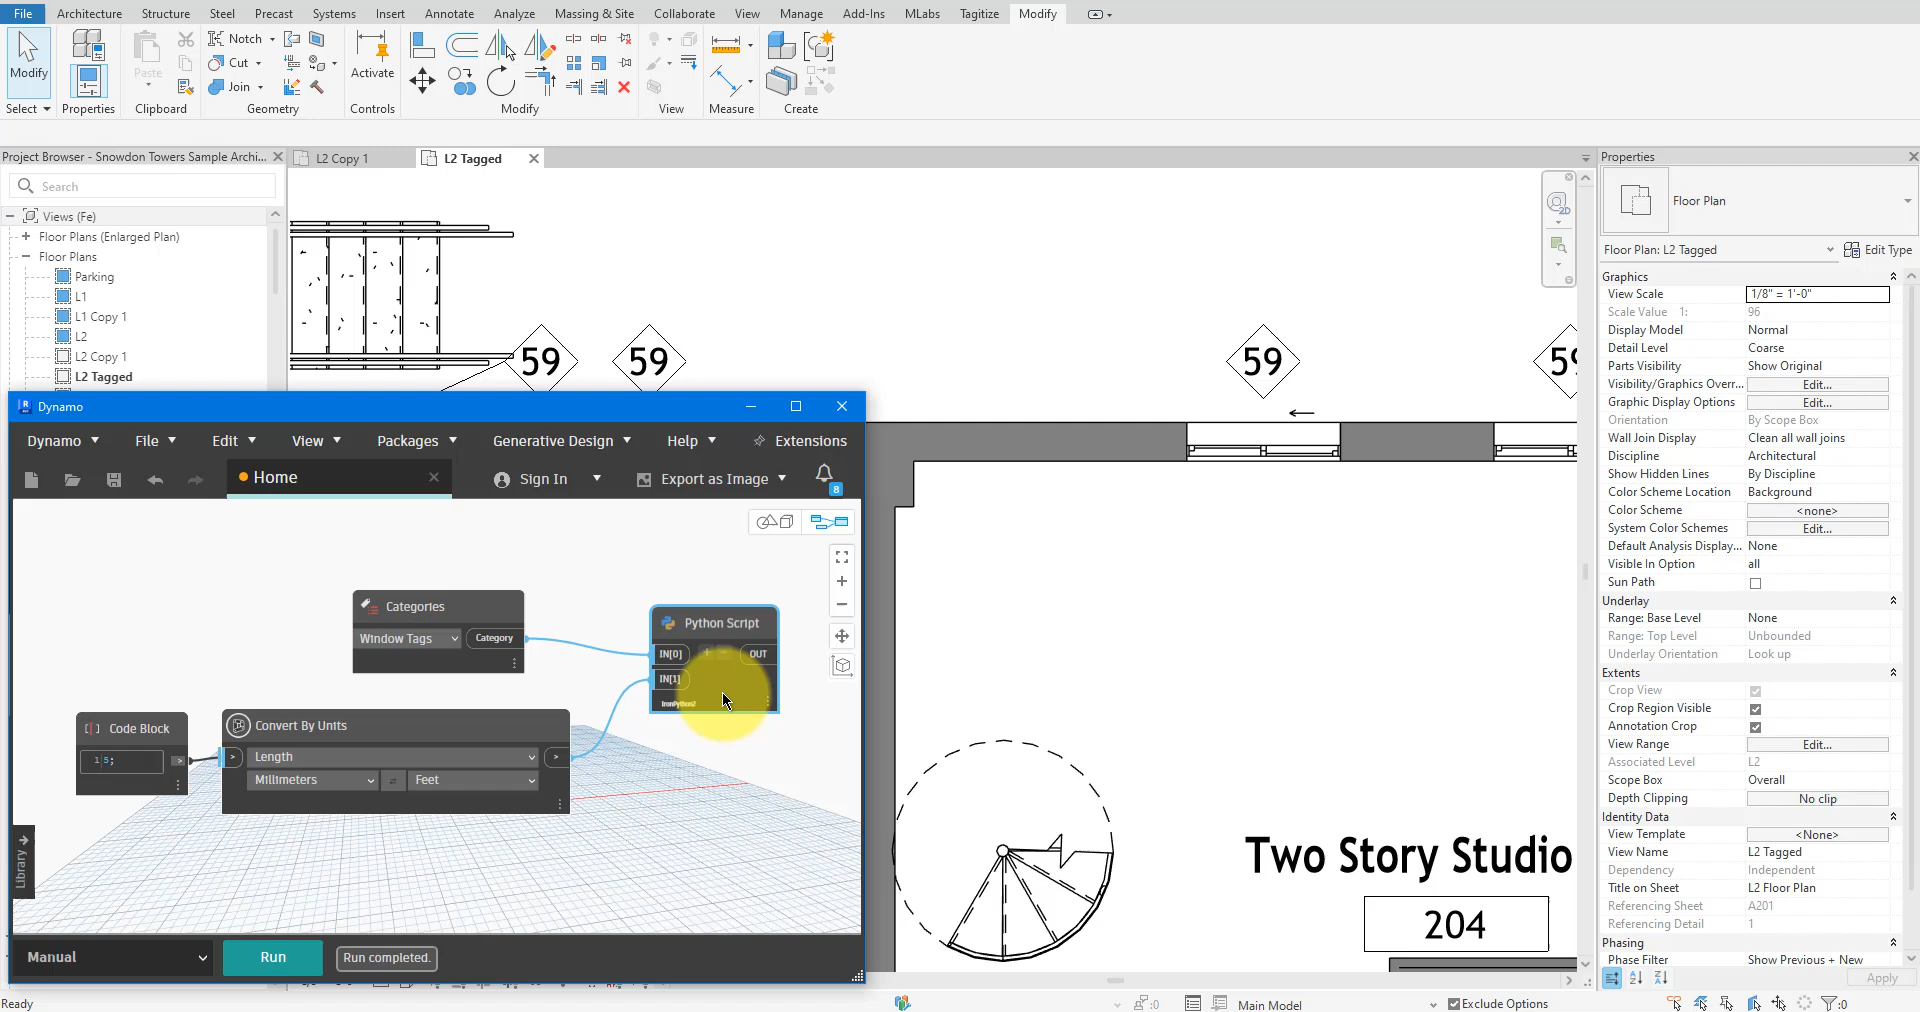 File Architecture Structure Steel Precast Systems Insert Annotate Analyze Massing & Site Collaborate View Manage Add-Ins MLabs Tagitize Modify
Modify
Paste
Notch
Cut
Join
Activate
Select Properties Clipboard Geometry Controls Modify View Measure Create
Project Browser - Snowdon Towers Sample Archi...
Search
Views (Fe)
Floor Plans (Enlarged Plan)
Floor Plans
Parking
L1
L1 Copy 1
L2
L2 Copy 1
L2 Tagged
L2 Copy 1
L2 Tagged
59
59
59
59
Two Story Studio
204
2D
Dynamo
Dynamo File Edit View Packages Generative Design Help Extensions
Home
Sign In
Export as Image
8
Categories
Window Tags
Category
Python Script
IN[0]
OUT
IN[1]
IronPython2
Code Block
1 5;
>
Convert By Units
>
Length
>
Millimeters
Feet
Library
Manual
Run
Run completed.
Properties
Floor Plan
Floor Plan: L2 Tagged
Edit Type
Graphics
View Scale 1/8" = 1'-0"
Scale Value 1: 96
Display Model Normal
Detail Level Coarse
Parts Visibility Show Original
Visibility/Graphics Overr... Edit...
Graphic Display Options Edit...
Orientation By Scope Box
Wall Join Display Clean all wall joins
Discipline Architectural
Show Hidden Lines By Discipline
Color Scheme Location Background
Color Scheme <none>
System Color Schemes Edit...
Default Analysis Display... None
Visible In Option all
Sun Path
Underlay
Range: Base Level None
Range: Top Level Unbounded
Underlay Orientation Look up
Extents
Crop View
Crop Region Visible
Annotation Crop
View Range Edit...
Associated Level L2
Scope Box Overall
Depth Clipping No clip
Identity Data
View Template <None>
View Name L2 Tagged
Dependency Independent
Title on Sheet L2 Floor Plan
Referencing Sheet A201
Referencing Detail 1
Phasing
Phase Filter Show Previous + New
Apply
Ready
:0
Main Model
Exclude Options
:0